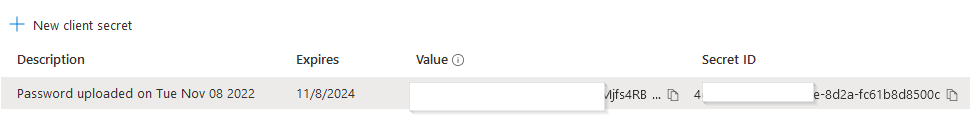 New client secret
Description Expires Value Secret ID
Password uploaded on Tue Nov 08 2022 11/8/2024 Mjfs4RB ... 4 e-8d2a-fc61b8d8500c